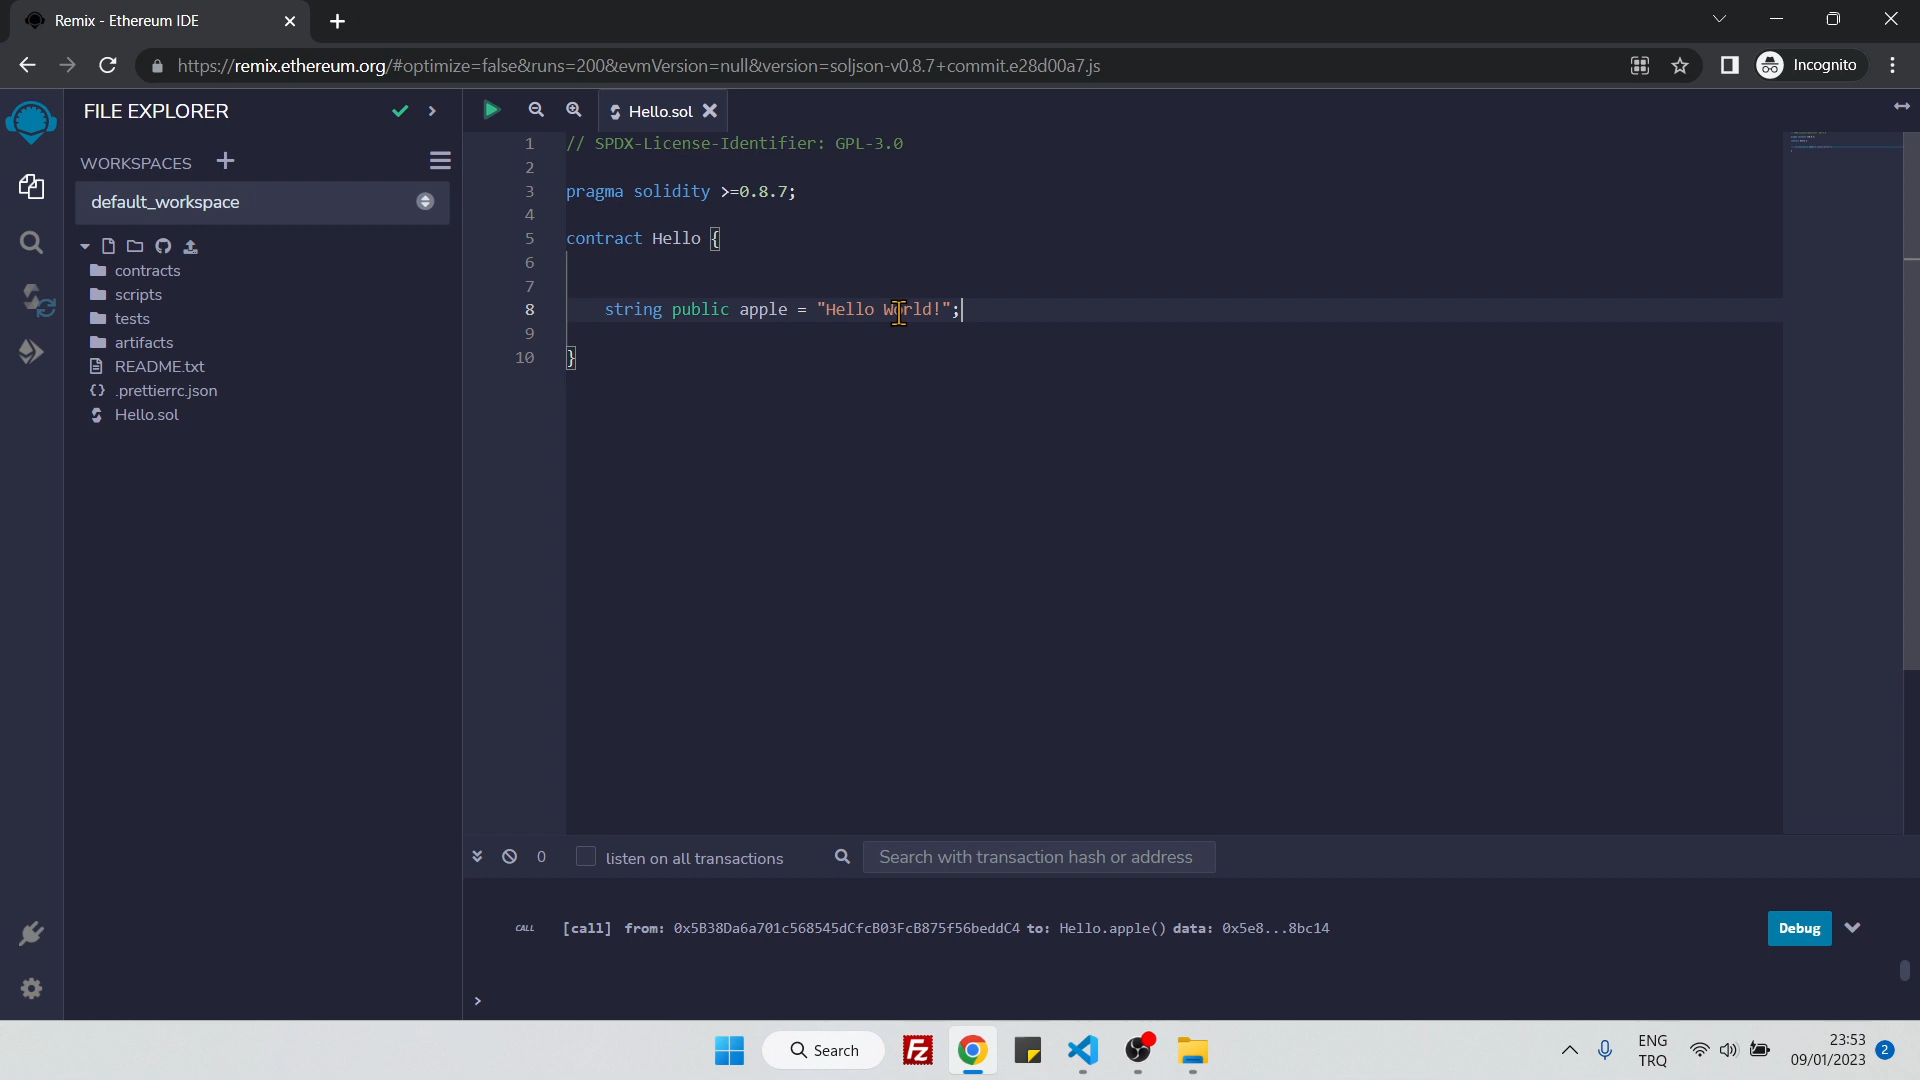 Remix - Ethereum IDE
https://remix.ethereum.org/#optimize=false&runs=200&evmVersion=null&version=soljson-v0.8.7+commit.e28d00a7.js
Incognito
FILE EXPLORER
Hello.sol
WORKSPACES
default_workspace
contracts
scripts
tests
artifacts
README.txt
.prettierrc.json
Hello.sol
1 // SPDX-License-Identifier: GPL-3.0
2
3 pragma solidity >=0.8.7;
4
5 contract Hello {
6
7
8 string public apple = "Hello World!";
9
10 }
0 listen on all transactions Search with transaction hash or address
CALL [call] from: 0x5B38Da6a701c568545dCfcB03FcB875f56beddC4 to: Hello.apple() data: 0x5e8...8bc14 Debug
>
Search
Fz
ENG
TRQ
23:53
09/01/2023
2